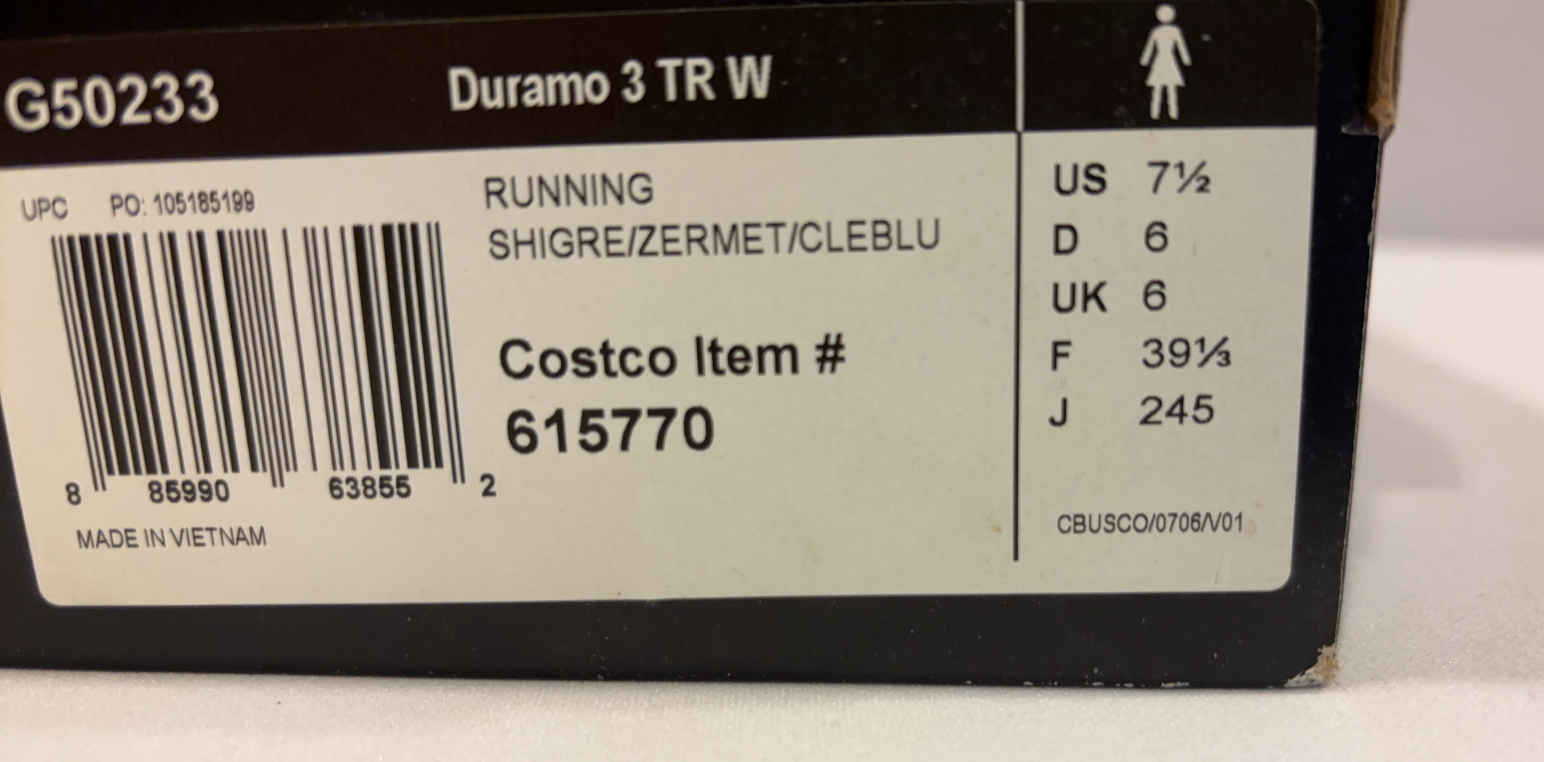 G50233
Duramo 3 TR W
UPC PO: 105185199
RUNNING
SHIGRE/ZERMET/CLEBLU
Costco Item #
615770
8 85990 63855 2
MADE IN VIETNAM
US 7½
D 6
UK 6
F 39⅓
J 245
CBUSCO/0706/V01